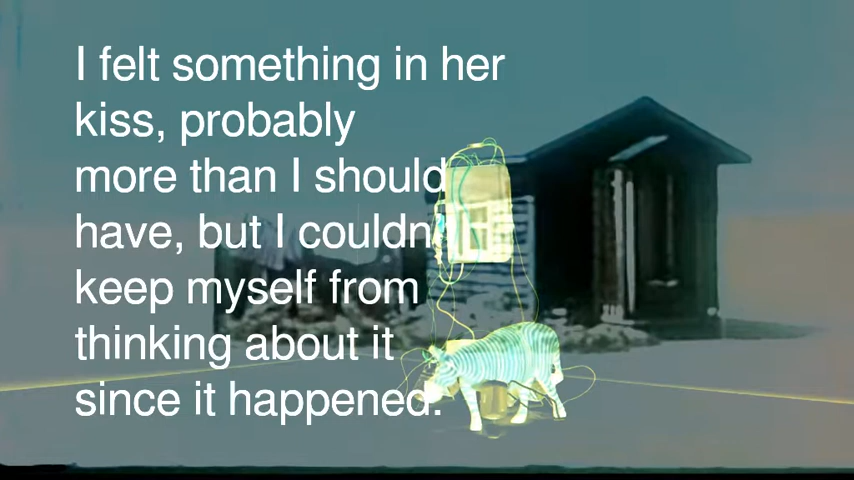 I felt something in her
kiss, probably
more than I should
have, but I couldn
keep myself from
thinking about it
since it happened.